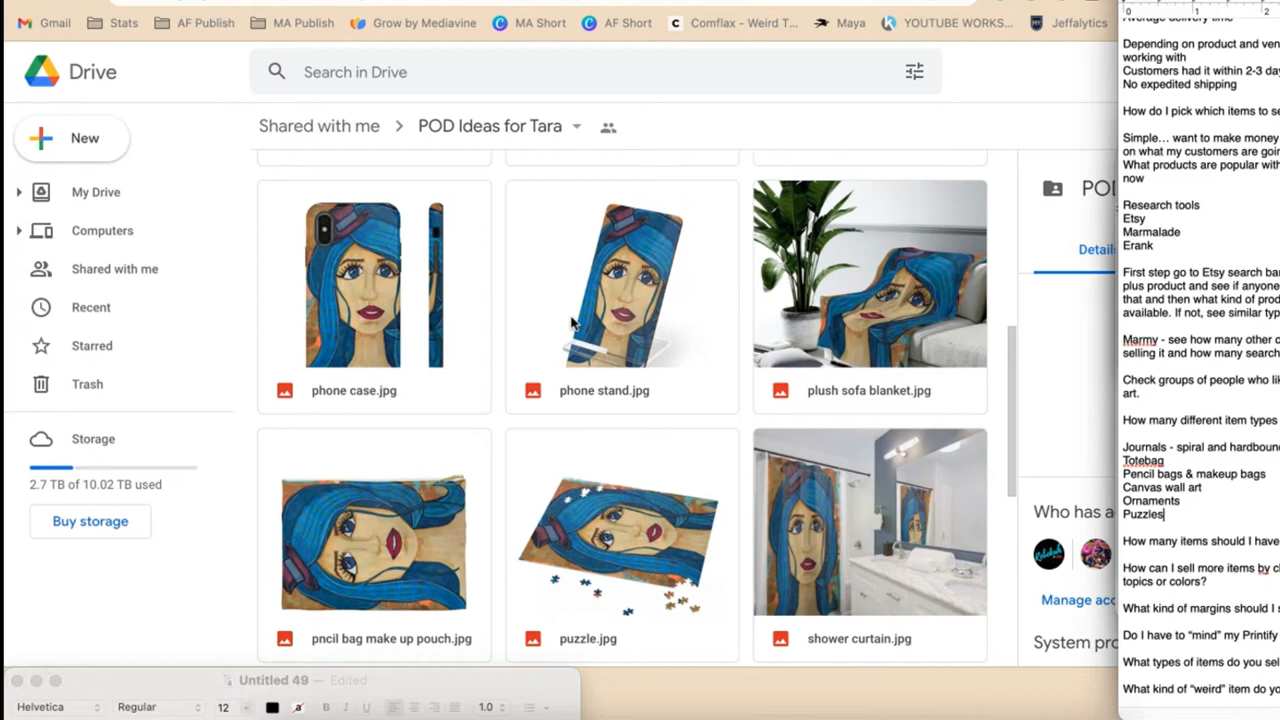 Gmail Stats AF Publish MA Publish Grow by Mediavine MA Short AF Short Comflax - Weird T... Maya YOUTUBE WORKS... Jeffalytics
Drive
Search in Drive
New
Shared with me > POD Ideas for Tara
My Drive
Computers
Shared with me
Recent
Starred
Trash
Storage
2.7 TB of 10.02 TB used
Buy storage
phone case.jpg
phone stand.jpg
plush sofa blanket.jpg
pncil bag make up pouch.jpg
puzzle.jpg
shower curtain.jpg
Detail
Who has a
Manage acc
System pro
Untitled 49 — Edited
Helvetica Regular 12 B I U 1.0
0 1 2
Average delivery time
Depending on product and ven
working with
Customers had it within 2-3 da
No expedited shipping
How do I pick which items to se
Simple... want to make money
on what my customers are goin
What products are popular with
now
Research tools
Etsy
Marmalade
Erank
First step go to Etsy search ba
plus product and see if anyone
that and then what kind of prod
available. If not, see similar typ
Marmy - see how many other c
selling it and how many search
Check groups of people who li
art.
How many different item types
Journals - spiral and hardboun
Totebag
Pencil bags & makeup bags
Canvas wall art
Ornaments
Puzzles
How many items should I have
How can I sell more items by c
topics or colors?
What kind of margins should I s
Do I have to “mind” my Printify
What types of items do you sel
What kind of “weird” item do yo